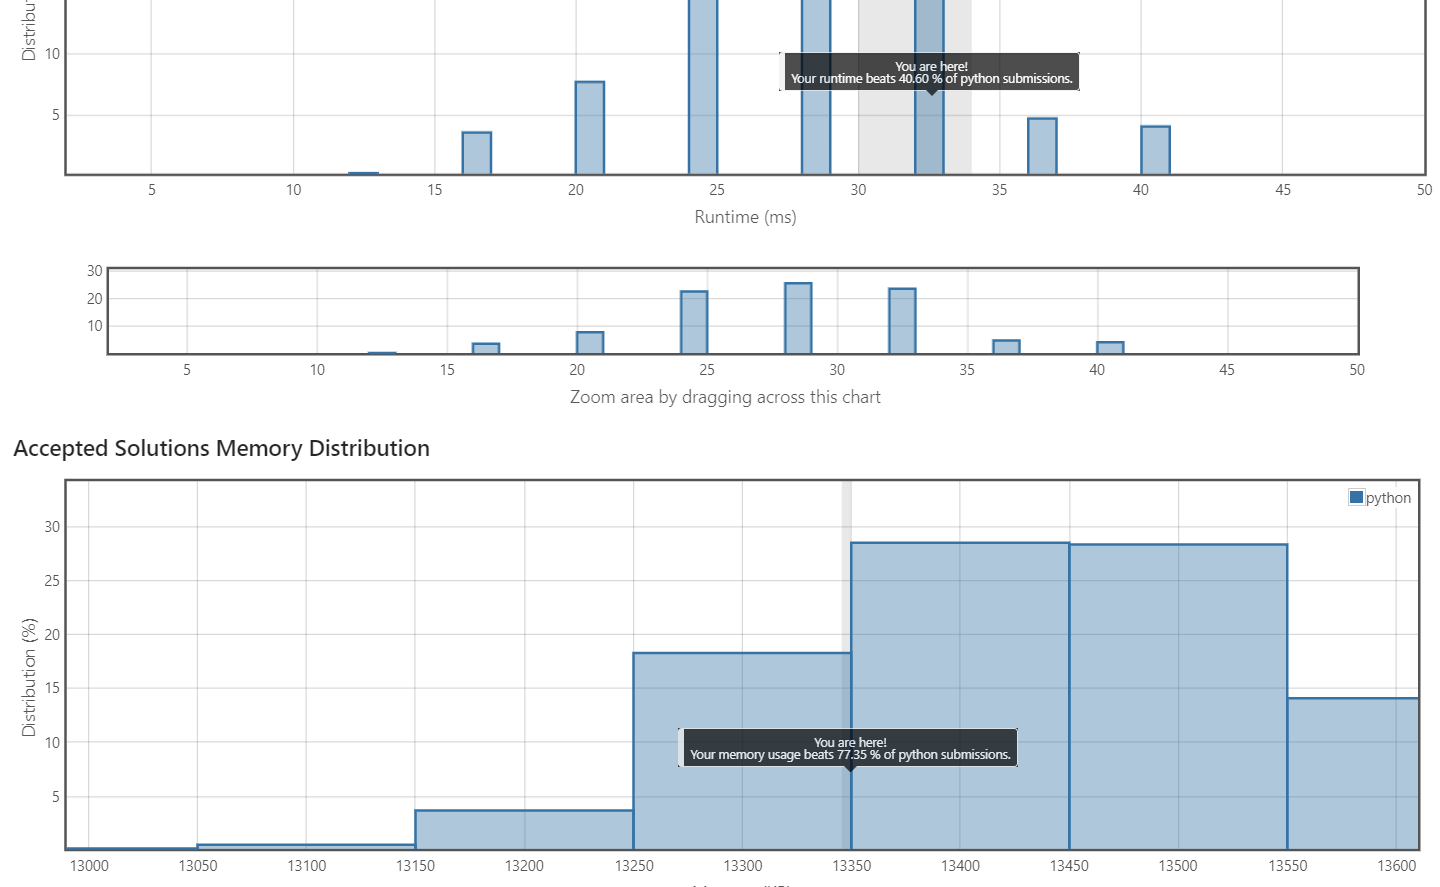 Distribu
10
You are here!
Your runtime beats 40.60 % of python submissions.
5
5 10 15 20 25 30 35 40 45 50
Runtime (ms)
30
20
10
5 10 15 20 25 30 35 40 45 50
Zoom area by dragging across this chart
Accepted Solutions Memory Distribution
python
30
25
20
15
10
5
Distribution (%)
You are here!
Your memory usage beats 77.35 % of python submissions.
13000 13050 13100 13150 13200 13250 13300 13350 13400 13450 13500 13550 13600